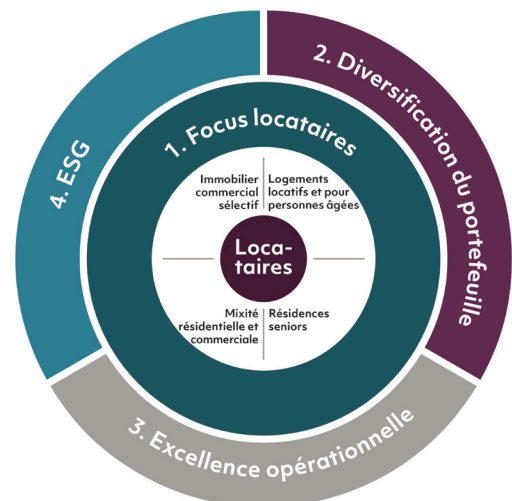 2. Diversification du portefeuille
4. ESG
1. Focus locataires
Immobilier
commercial
sélectif
Logements
locatifs et pour
personnes âgées
Loca-
taires
Mixité
résidentielle et
commerciale
Résidences
seniors
3. Excellence opérationnelle